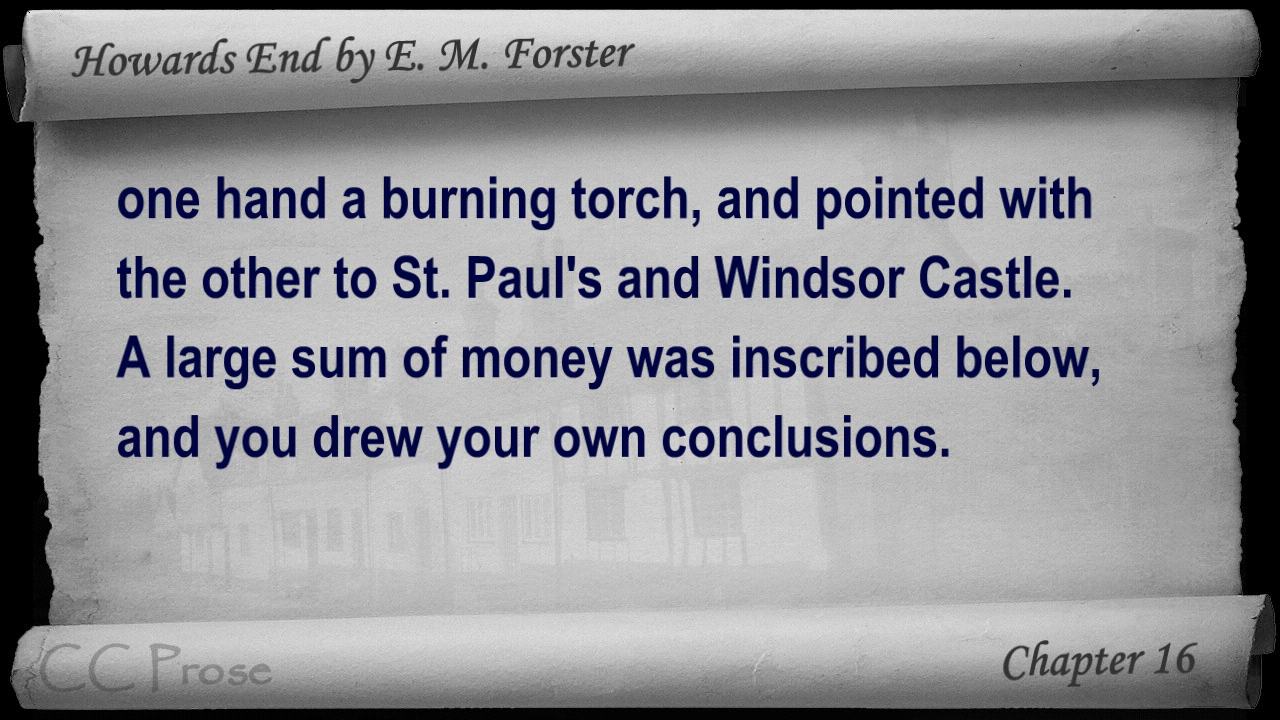 Howards End by E. M. Forster
one hand a burning torch, and pointed with
the other to St. Paul's and Windsor Castle.
A large sum of money was inscribed below,
and you drew your own conclusions.
CC Prose
Chapter 16